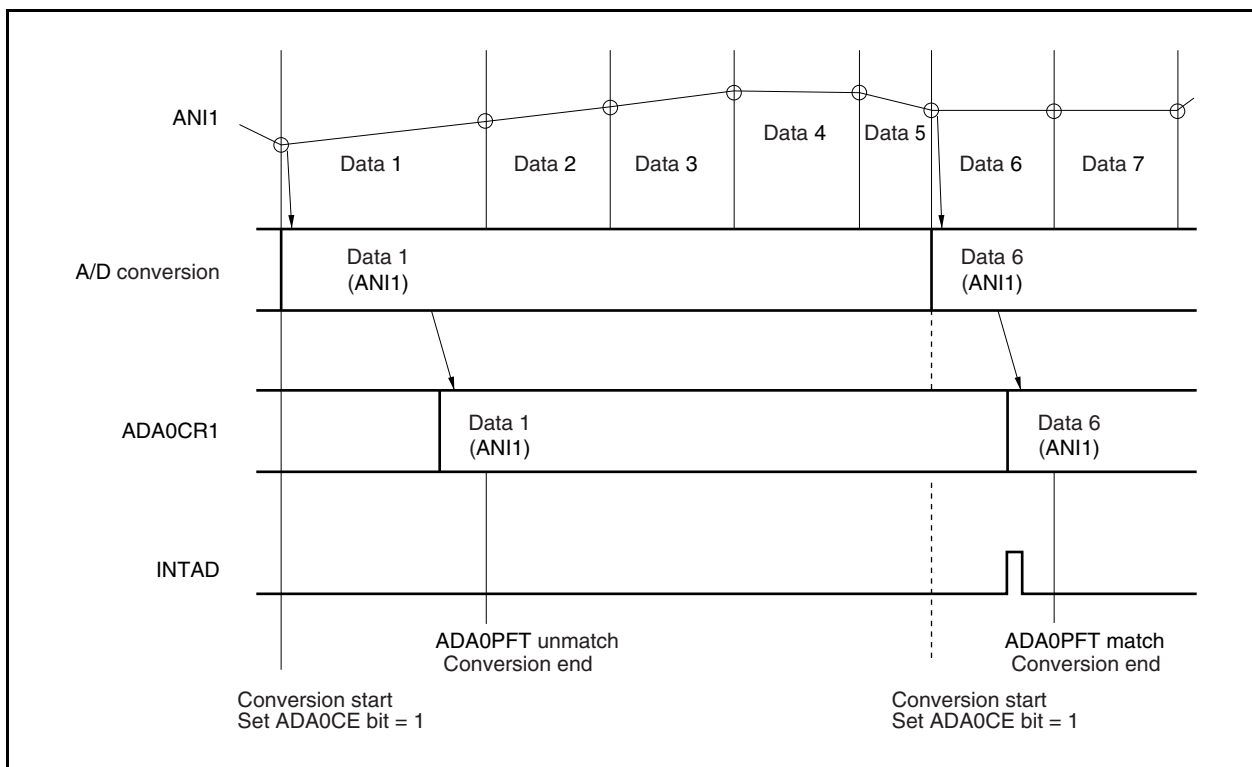 ANI1
Data 1
Data 2
Data 3
Data 4
Data 5
Data 6
Data 7
A/D conversion
Data 1
(ANI1)
Data 6
(ANI1)
ADA0CR1
Data 1
(ANI1)
Data 6
(ANI1)
INTAD
ADA0PFT unmatch
Conversion end
ADA0PFT match
Conversion end
Conversion start
Set ADA0CE bit = 1
Conversion start
Set ADA0CE bit = 1